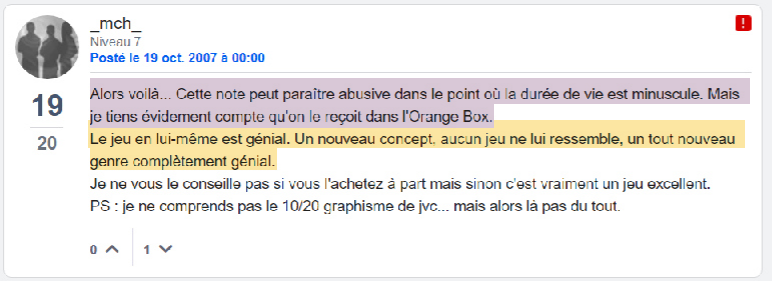 _mch_
Niveau 7
Posté le 19 oct. 2007 à 00:00
19
20
Alors voilà... Cette note peut paraître abusive dans le point où la durée de vie est minuscule. Mais
je tiens évidement compte qu'on le reçoit dans l'Orange Box.
Le jeu en lui-même est génial. Un nouveau concept, aucun jeu ne lui ressemble, un tout nouveau
genre complètement génial.
Je ne vous le conseille pas si vous l'achetez à part mais sinon c'est vraiment un jeu excellent.
PS : je ne comprends pas le 10/20 graphisme de jvc... mais alors là pas du tout.
0 1